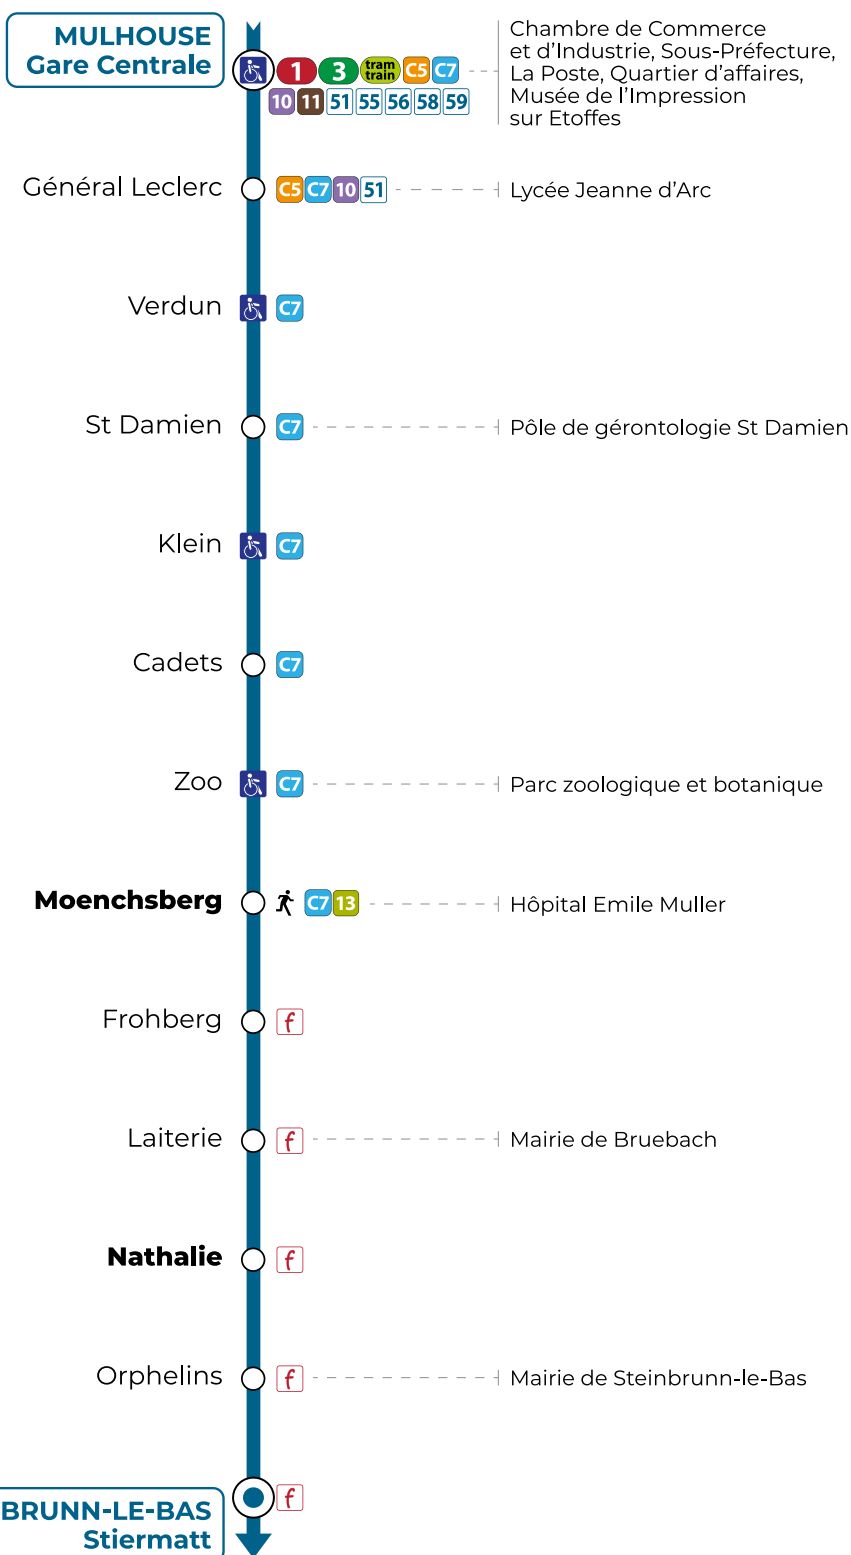 MULHOUSE
Gare Centrale
1 3 tram train C5 C7
10 11 51 55 56 58 59
Chambre de Commerce
et d'Industrie, Sous-Préfecture,
La Poste, Quartier d'affaires,
Musée de l'Impression
sur Etoffes
Général Leclerc C5 C7 10 51 Lycée Jeanne d'Arc
Verdun C7
St Damien C7 Pôle de gérontologie St Damien
Klein C7
Cadets C7
Zoo C7 Parc zoologique et botanique
Moenchsberg C7 13 Hôpital Emile Muller
Frohberg f
Laiterie f Mairie de Bruebach
Nathalie f
Orphelins f Mairie de Steinbrunn-le-Bas
f
BRUNN-LE-BAS
Stiermatt